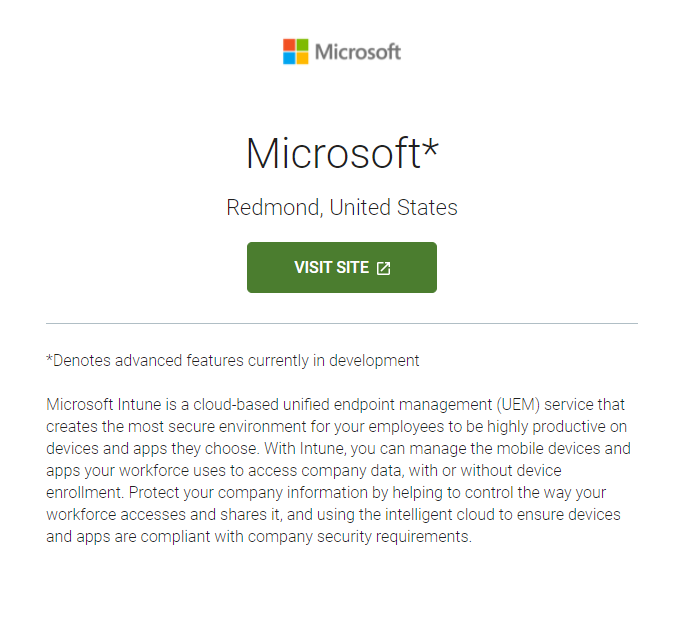 Microsoft
Microsoft*
Redmond, United States
VISIT SITE
*Denotes advanced features currently in development
Microsoft Intune is a cloud-based unified endpoint management (UEM) service that
creates the most secure environment for your employees to be highly productive on
devices and apps they choose. With Intune, you can manage the mobile devices and
apps your workforce uses to access company data, with or without device
enrollment. Protect your company information by helping to control the way your
workforce accesses and shares it, and using the intelligent cloud to ensure devices
and apps are compliant with company security requirements.